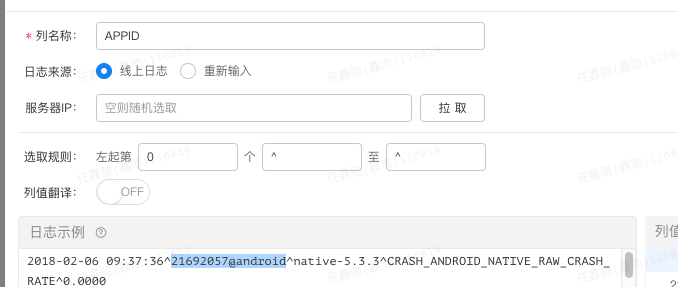 * 列名称: APPID
日志来源: 线上日志 重新输入
服务器IP: 空则随机选取 拉 取
选取规则: 左起第 0 个 ^ 至 ^
列值翻译: OFF
日志示例 ? 列值
2018-02-06 09:37:36^21692057@android^native-5.3.3^CRASH_ANDROID_NATIVE_RAW_CRASH_
RATE^0.0000